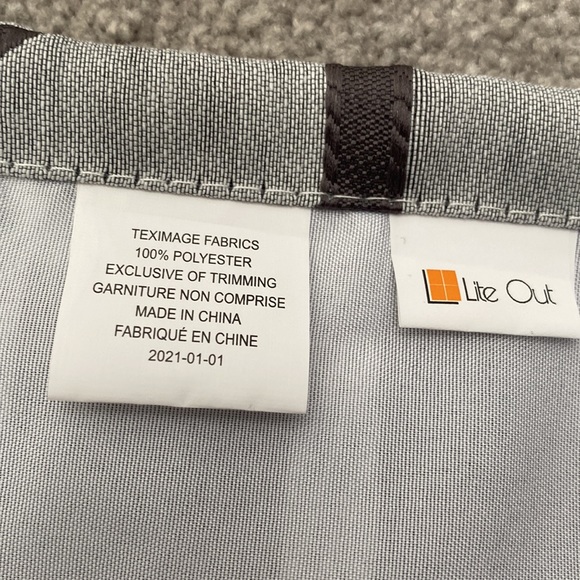 TEXIMAGE FABRICS
100% POLYESTER
EXCLUSIVE OF TRIMMING
GARNITURE NON COMPRISE
MADE IN CHINA
FABRIQUÉ EN CHINE
2021-01-01
Lite Out